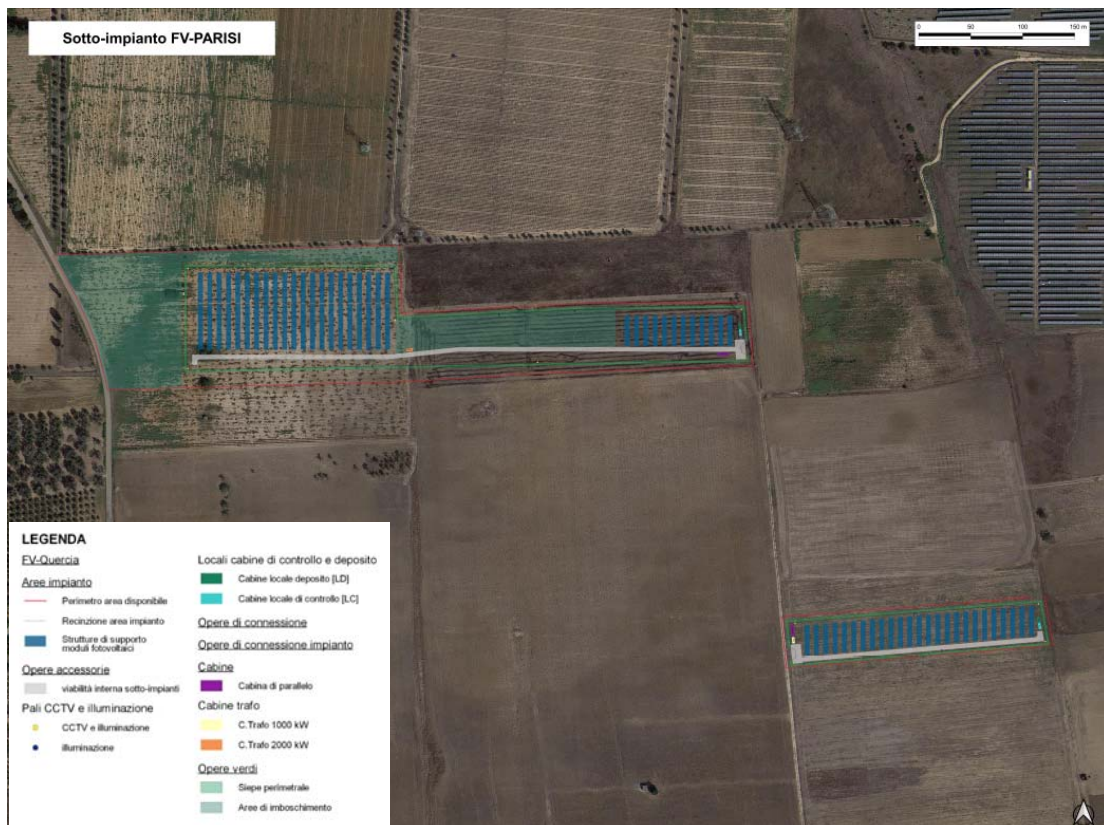 Sotto-impianto FV-PARISI
0 50 100 150 m
LEGENDA
FV-Quercia
Aree impianto
Perimetro area disponibile
Recinzione area impianto
Strutture di supporto
moduli fotovoltaici
Opere accessorie
viabilità interna sotto-impianti
Pali CCTV e illuminazione
CCTV e illuminazione
illuminazione
Locali cabine di controllo e deposito
Cabine locale deposito [LD]
Cabine locale di controllo [LC]
Opere di connessione
Opere di connessione impianto
Cabine
Cabina di parallelo
Cabine trafo
C.Trafo 1000 kW
C.Trafo 2000 kW
Opere verdi
Siepe perimetrale
Aree di imboschimento